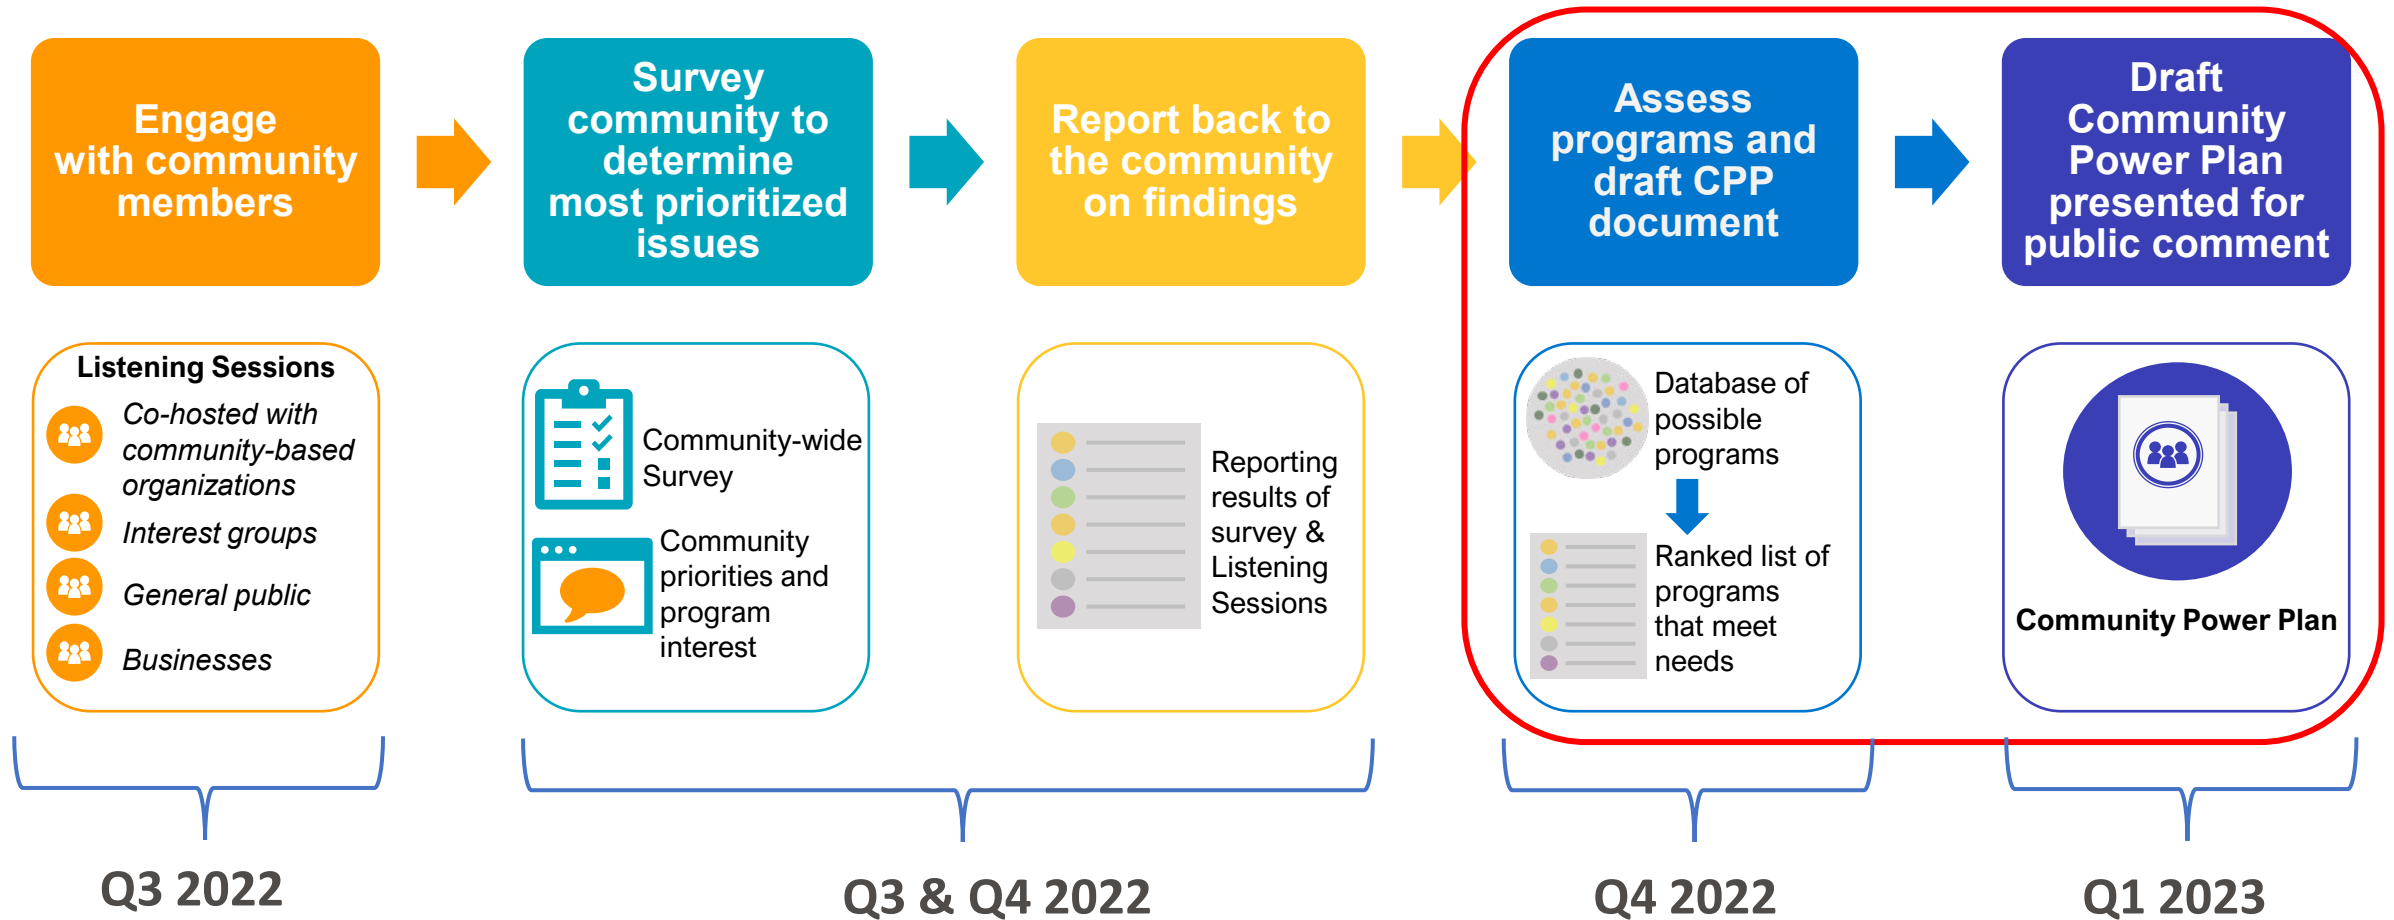 Engage
with community
members
Survey
community to
determine
most prioritized
issues
Report back to
the community
on findings
Assess
programs and
draft CPP
document
Draft
Community
Power Plan
presented for
public comment
Listening Sessions
Co-hosted with
community-based
organizations
Interest groups
General public
Businesses
Community-wide
Survey
Community
priorities and
program
interest
Reporting
results of
survey &
Listening
Sessions
Database of
possible
programs
Ranked list of
programs
that meet
needs
Community Power Plan
Q3 2022
Q3 & Q4 2022
Q4 2022
Q1 2023